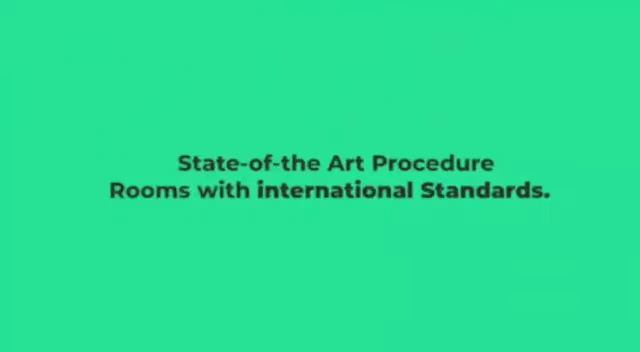 State-of-the Art Procedure
Rooms with international Standards.